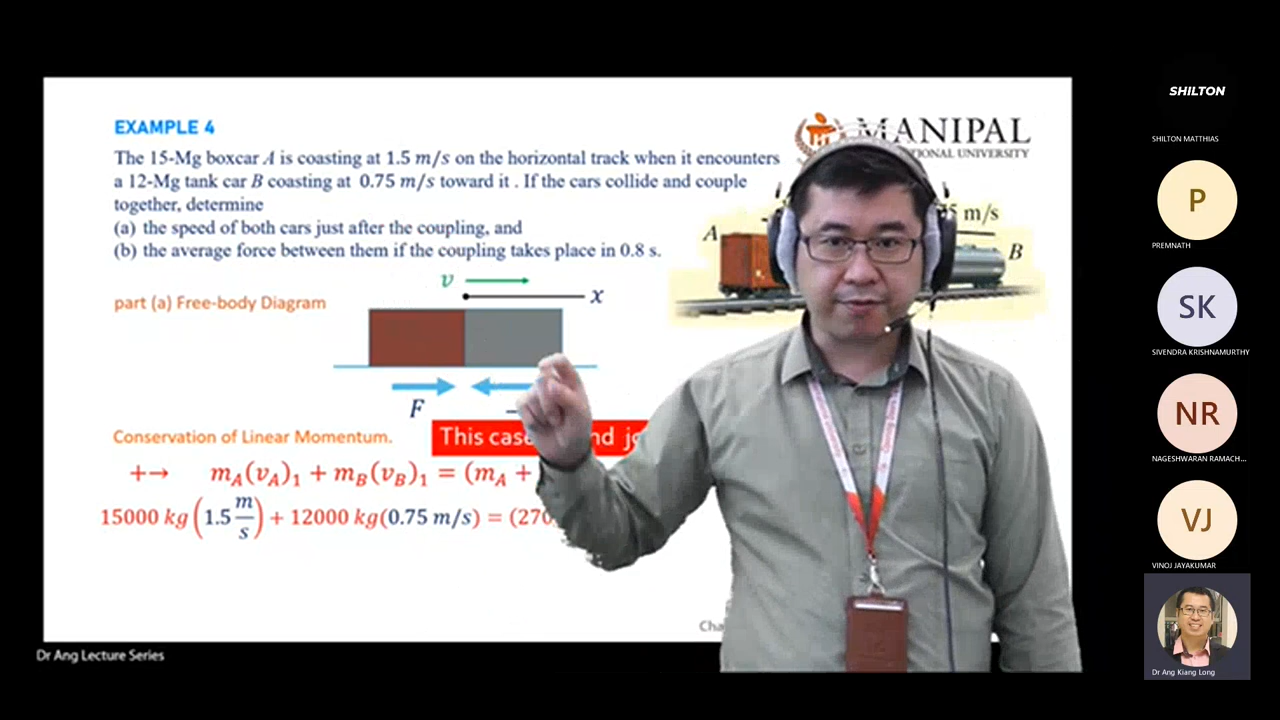 EXAMPLE 4
The 15-Mg boxcar A is coasting at 1.5 m/s on the horizontal track when it encounters
a 12-Mg tank car B coasting at 0.75 m/s toward it . If the cars collide and couple
together, determine
(a) the speed of both cars just after the coupling, and
(b) the average force between them if the coupling takes place in 0.8 s.
MANIPAL
UNIVERSITY
m/s
A
B
v
x
part (a) Free-body Diagram
F
Conservation of Linear Momentum.
This case
+→ m_A(v_A)_1 + m_B(v_B)_1 = (m_A +
15000 kg (1.5 m/s) + 12000 kg(0.75 m/s) = (270
Dr Ang Lecture Series
SHILTON
SHILTON MATTHIAS
P
PREMNATH
SK
SIVENDRA KRISHNAMURTHY
NR
NAGESHWARAN RAMACH...
VJ
VINOJ JAYAKUMAR
Dr Ang Kiang Long